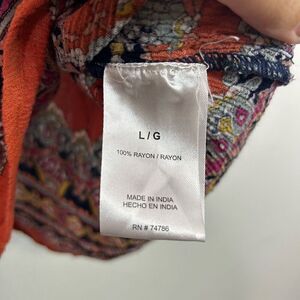 L / G
100% RAYON / RAYON
MADE IN INDIA
HECHO EN INDIA
RN # 74786